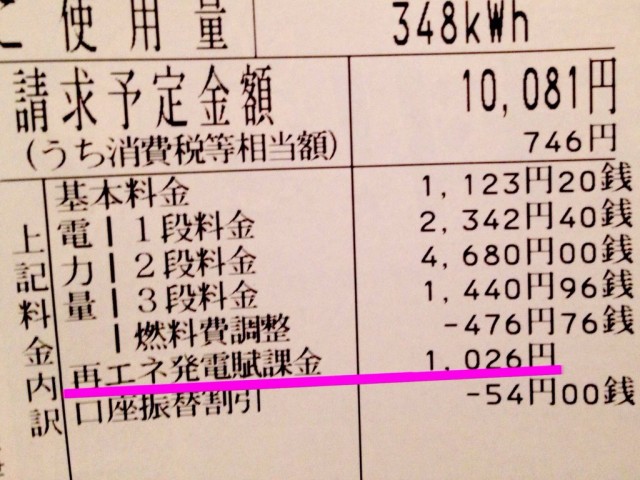 ご使用量 348kWh
請求予定金額 10,081円
(うち消費税等相当額) 746円
上記料金内訳
基本料金 1,123円20銭
電力量
1段料金 2,342円40銭
2段料金 4,680円00銭
3段料金 1,440円96銭
燃料費調整 -476円76銭
再エネ発電賦課金 1,026円
口座振替割引 -54円00銭